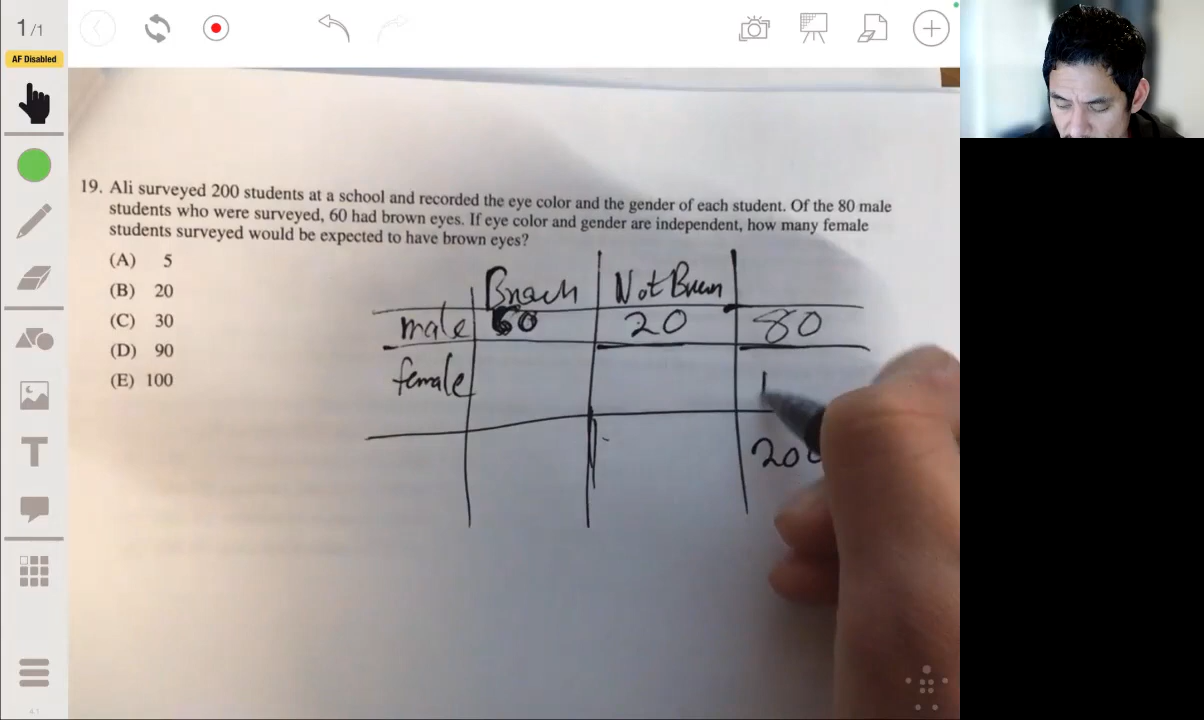 1/1
AF Disabled
19. Ali surveyed 200 students at a school and recorded the eye color and the gender of each student. Of the 80 male
students who were surveyed, 60 had brown eyes. If eye color and gender are independent, how many female
students surveyed would be expected to have brown eyes?
(A) 5
(B) 20
(C) 30
(D) 90
(E) 100
Not Brown
male 60 20 80
female
200
T